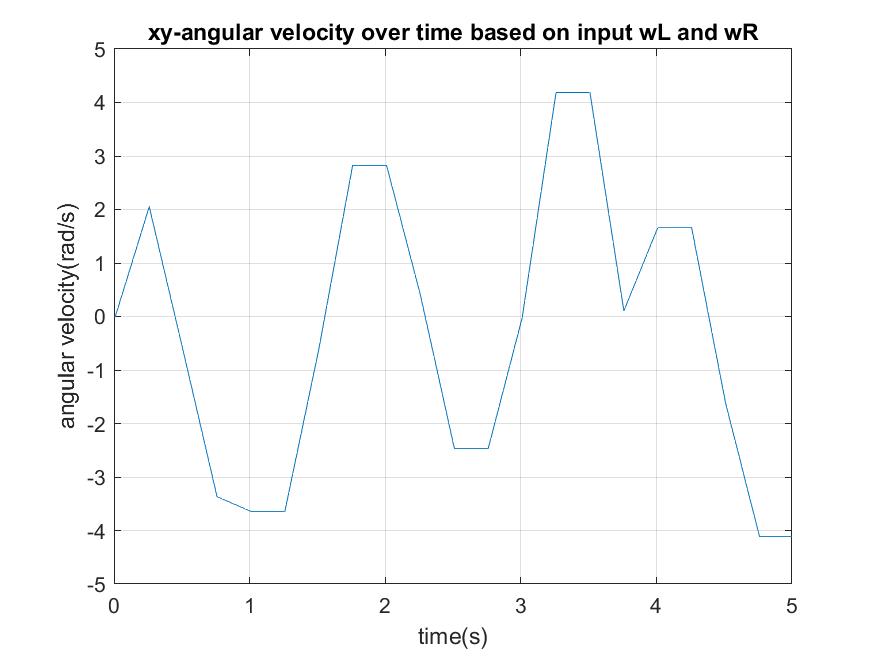 xy-angular velocity over time based on input wL and wR
5
4
3
2
1
0
-1
-2
-3
-4
-5
angular velocity(rad/s)
0 1 2 3 4 5
time(s)